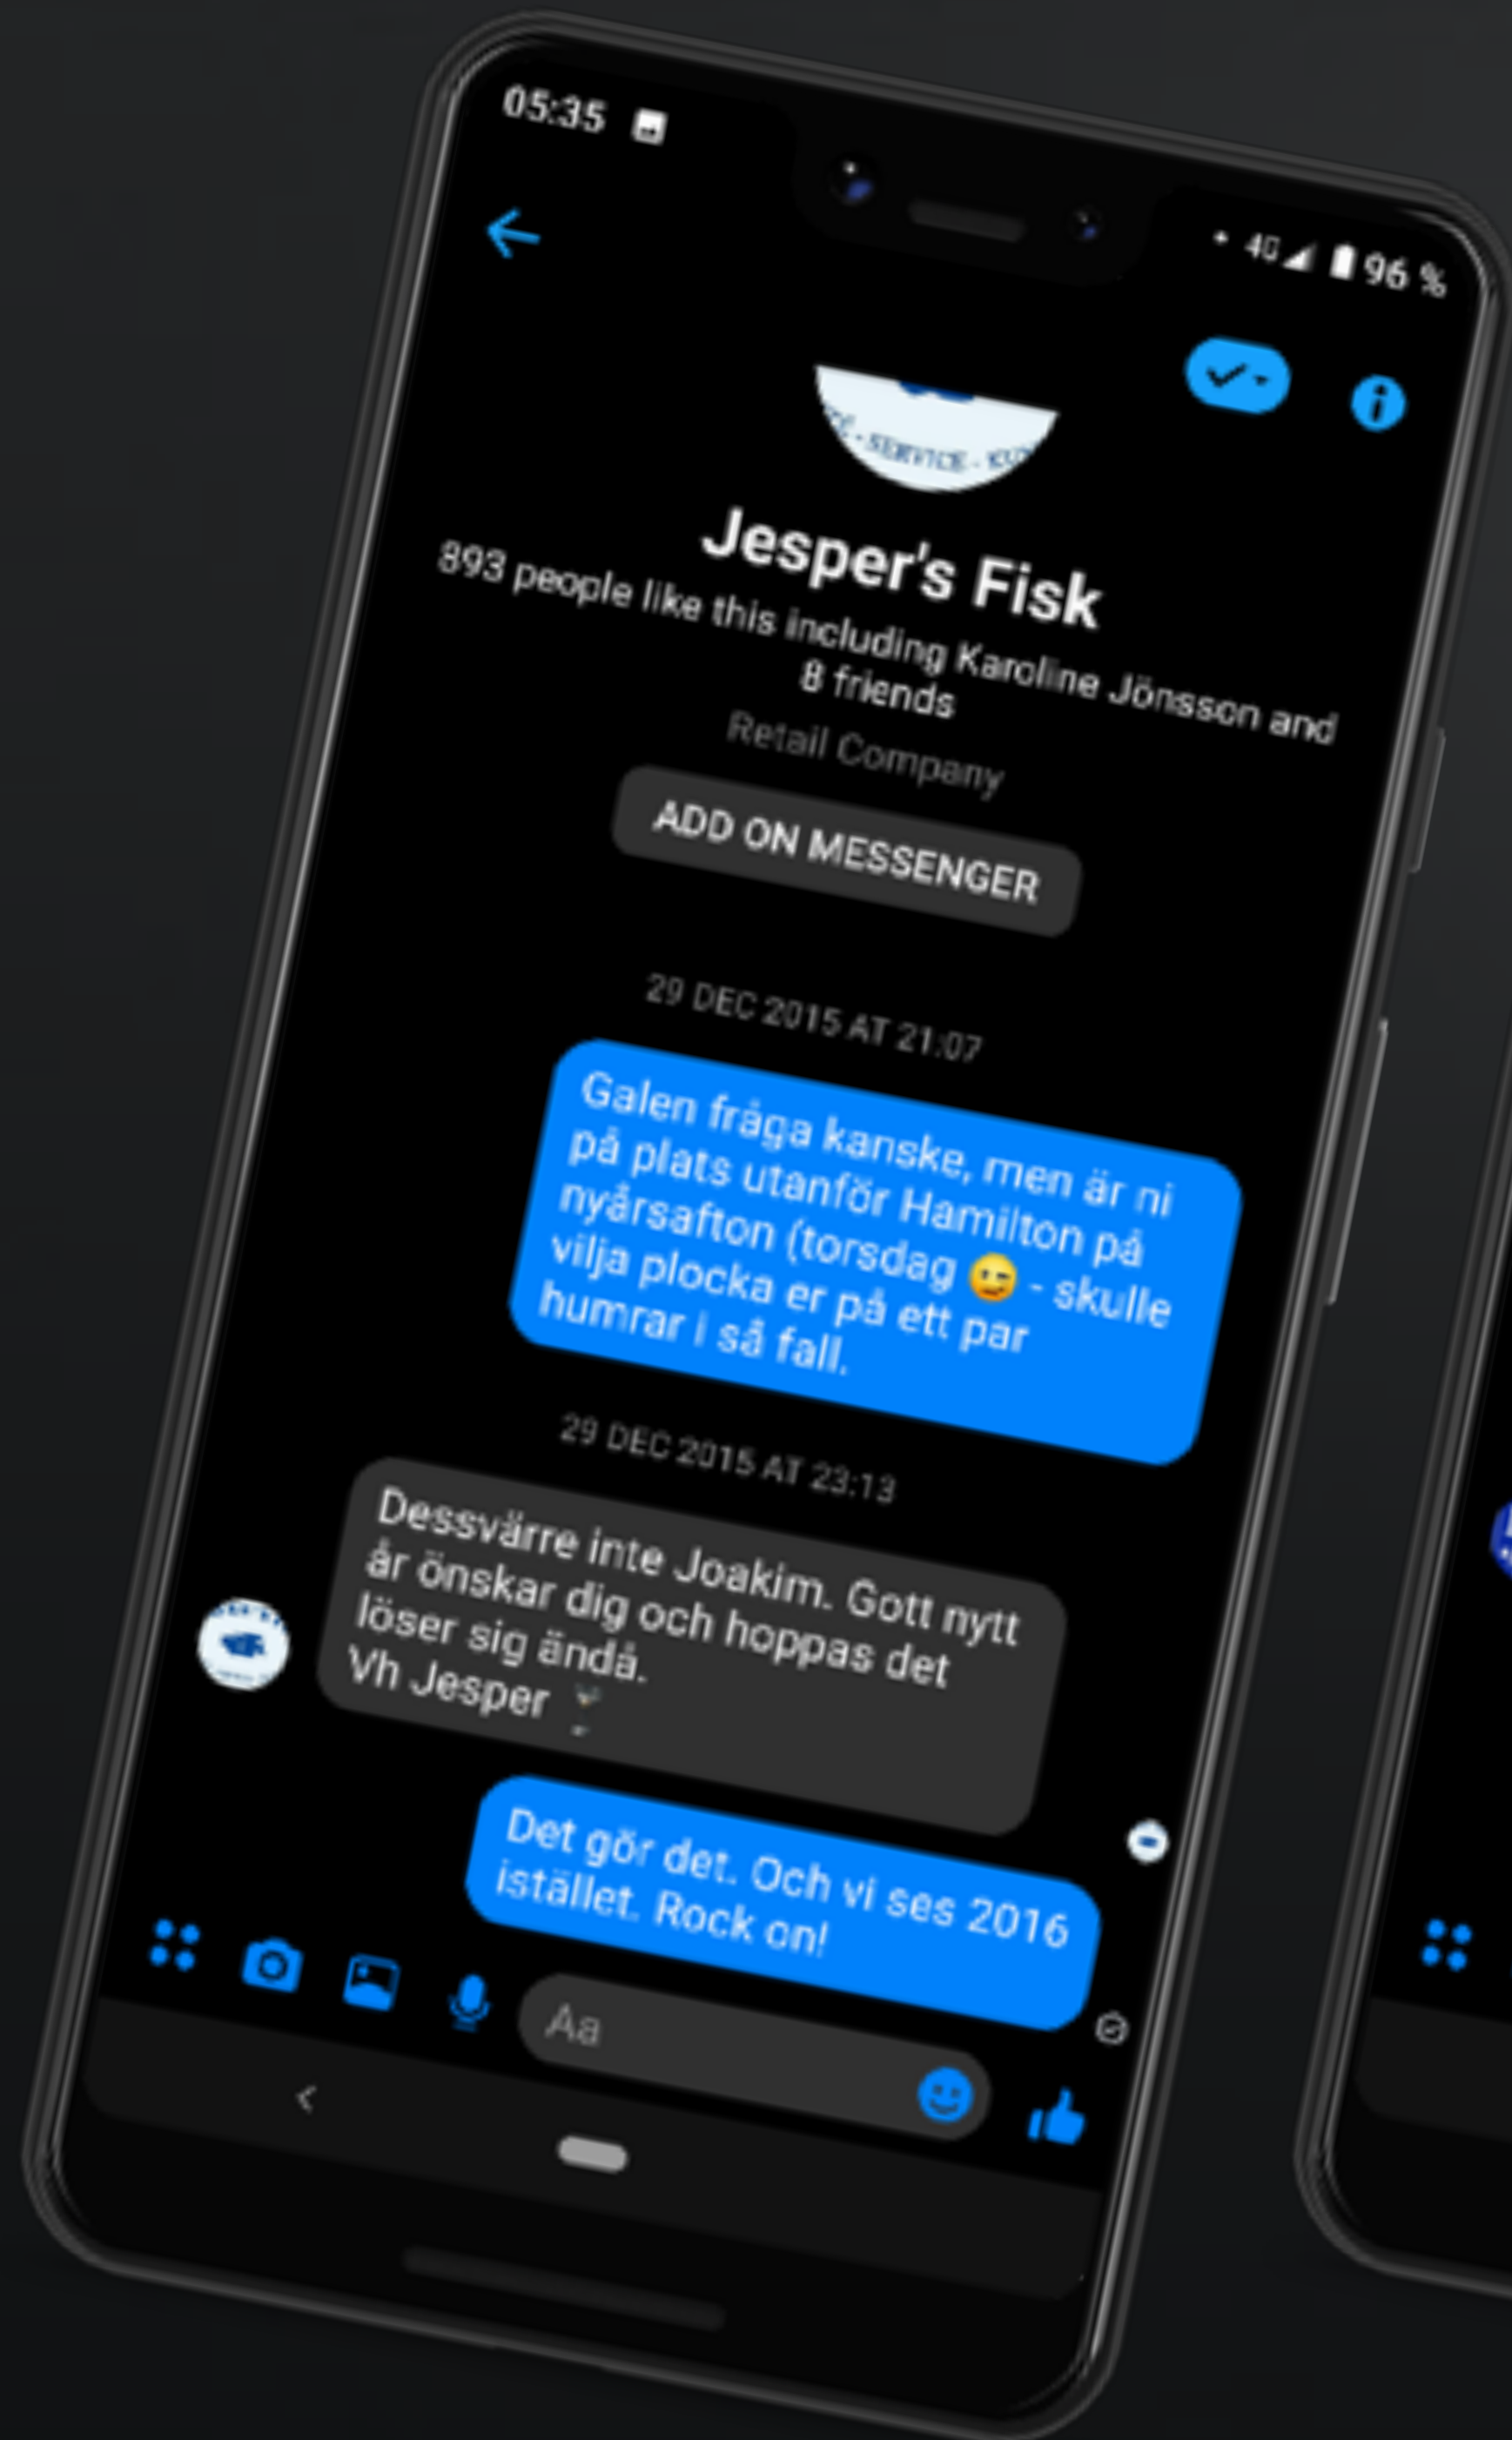 05:35
4G 96 %
- SERVICE -
Jesper's Fisk
893 people like this including Karoline Jönsson and
8 friends
Retail Company
ADD ON MESSENGER
29 DEC 2015 AT 21:07
Galen fråga kanske, men är ni
på plats utanför Hamilton på
nyårsafton (torsdag 😉 - skulle
vilja plocka er på ett par
humrar i så fall.
29 DEC 2015 AT 23:13
Dessvärre inte Joakim. Gott nytt
år önskar dig och hoppas det
löser sig ändå.
Vh Jesper 🍸
Det gör det. Och vi ses 2016
istället. Rock on!
Aa